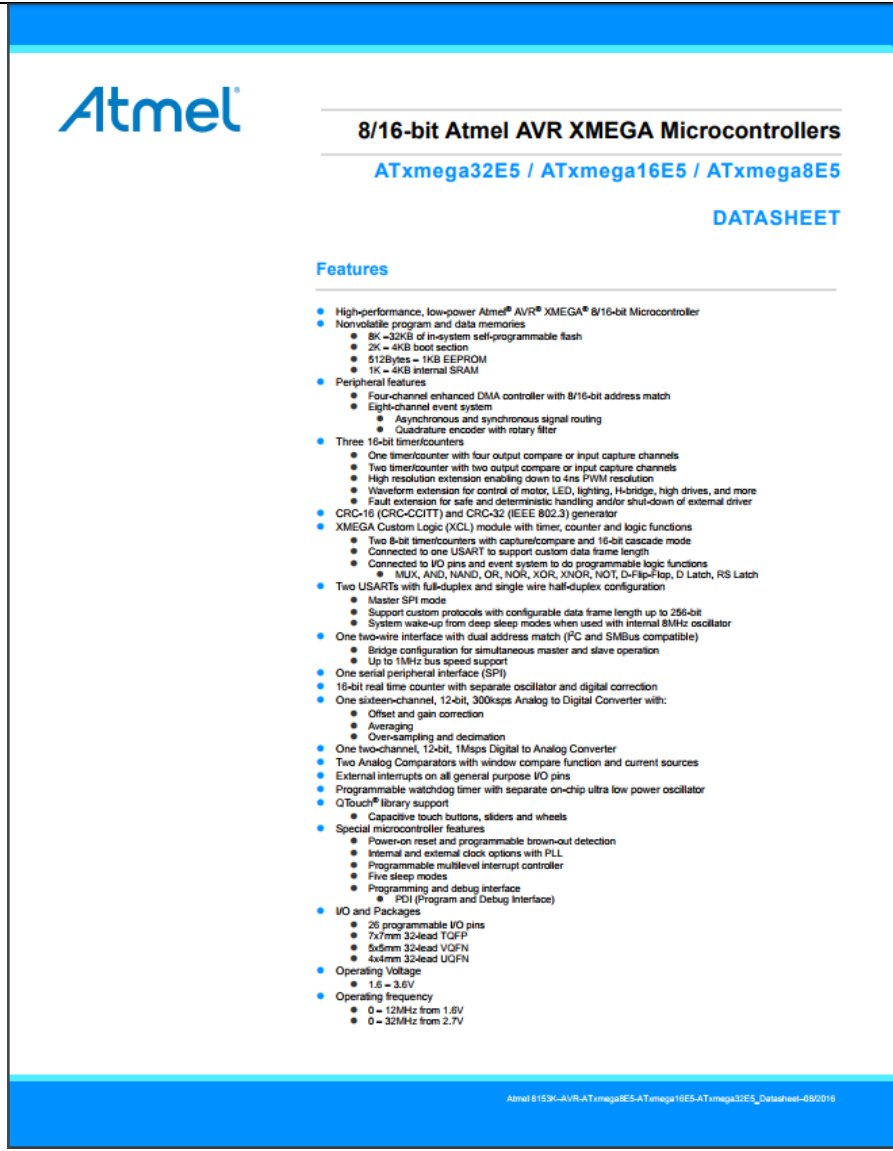 Atmel
8/16-bit Atmel AVR XMEGA Microcontrollers
ATxmega32E5 / ATxmega16E5 / ATxmega8E5
DATASHEET
Features
● High-performance, low-power Atmel® AVR® XMEGA® 8/16-bit Microcontroller
● Nonvolatile program and data memories
● 8K –32KB of in-system self-programmable flash
● 2K – 4KB boot section
● 512Bytes – 1KB EEPROM
● 1K – 4KB internal SRAM
● Peripheral features
● Four-channel enhanced DMA controller with 8/16-bit address match
● Eight-channel event system
● Asynchronous and synchronous signal routing
● Quadrature encoder with rotary filter
● Three 16-bit timer/counters
● One timer/counter with four output compare or input capture channels
● Two timer/counter with two output compare or input capture channels
● High resolution extension enabling down to 4ns PWM resolution
● Waveform extension for control of motor, LED, lighting, H-bridge, high drives, and more
● Fault extension for safe and deterministic handling and/or shut-down of external driver
● CRC-16 (CRC-CCITT) and CRC-32 (IEEE 802.3) generator
● XMEGA Custom Logic (XCL) module with timer, counter and logic functions
● Two 8-bit timer/counters with capture/compare and 16-bit cascade mode
● Connected to one USART to support custom data frame length
● Connected to I/O pins and event system to do programmable logic functions
● MUX, AND, NAND, OR, NOR, XOR, XNOR, NOT, D-Flip-Flop, D Latch, RS Latch
● Two USARTs with full-duplex and single wire half-duplex configuration
● Master SPI mode
● Support custom protocols with configurable data frame length up to 256-bit
● System wake-up from deep sleep modes when used with internal 8MHz oscillator
● One two-wire interface with dual address match (I²C and SMBus compatible)
● Bridge configuration for simultaneous master and slave operation
● Up to 1MHz bus speed support
● One serial peripheral interface (SPI)
● 16-bit real time counter with separate oscillator and digital correction
● One sixteen-channel, 12-bit, 300ksps Analog to Digital Converter with:
● Offset and gain correction
● Averaging
● Over-sampling and decimation
● One two-channel, 12-bit, 1Msps Digital to Analog Converter
● Two Analog Comparators with window compare function and current sources
● External interrupts on all general purpose I/O pins
● Programmable watchdog timer with separate on-chip ultra low power oscillator
● QTouch® library support
● Capacitive touch buttons, sliders and wheels
● Special microcontroller features
● Power-on reset and programmable brown-out detection
● Internal and external clock options with PLL
● Programmable multilevel interrupt controller
● Five sleep modes
● Programming and debug interface
● PDI (Program and Debug Interface)
● I/O and Packages
● 26 programmable I/O pins
● 7x7mm 32-lead TQFP
● 5x5mm 32-lead VQFN
● 4x4mm 32-lead UQFN
● Operating Voltage
● 1.6 – 3.6V
● Operating frequency
● 0 – 12MHz from 1.6V
● 0 – 32MHz from 2.7V
Atmel 8153K–AVR-ATxmega8E5-ATxmega16E5-ATxmega32E5_Datasheet–08/2016